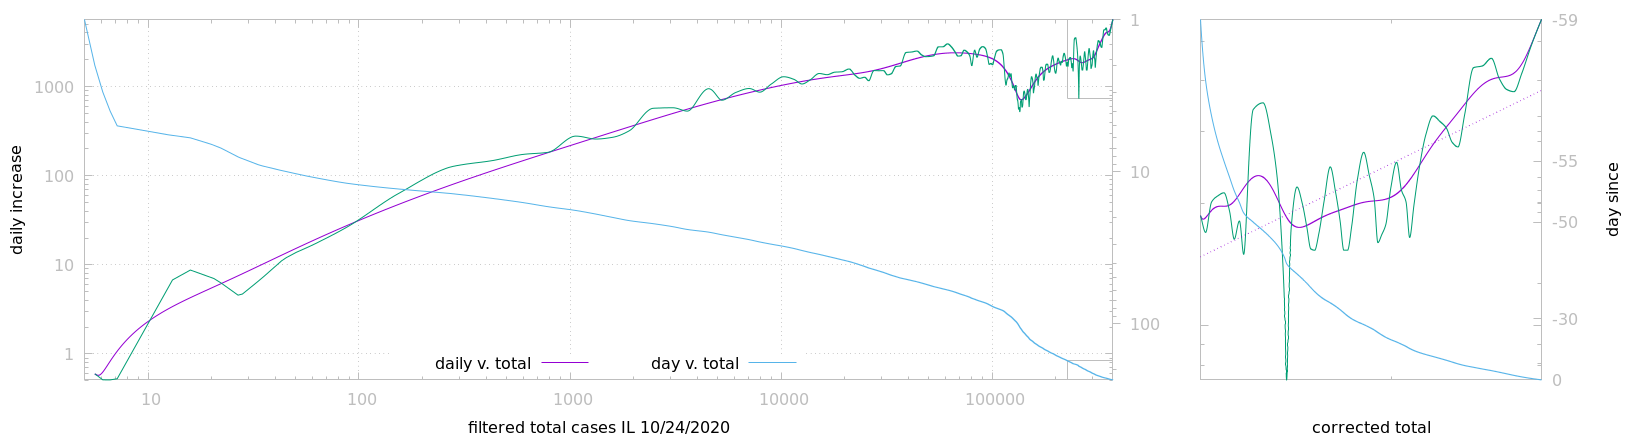 daily increase
1000
100
10
1
daily v. total
day v. total
10
100
1000
10000
100000
filtered total cases IL 10/24/2020
1
10
100
-59
-55
-50
-30
0
day since
corrected total